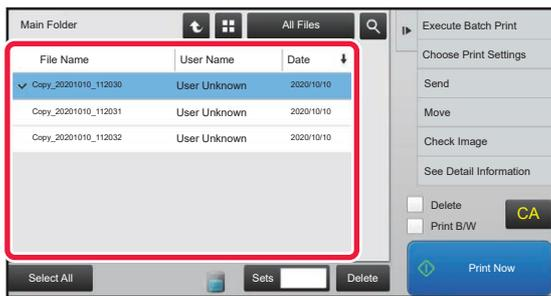 Main Folder
All Files
File Name User Name Date
Copy_20201010_112030 User Unknown 2020/10/10
Copy_20201010_112031 User Unknown 2020/10/10
Copy_20201010_112032 User Unknown 2020/10/10
Select All
Sets
Delete
Execute Batch Print
Choose Print Settings
Send
Move
Check Image
See Detail Information
Delete
Print B/W
CA
Print Now